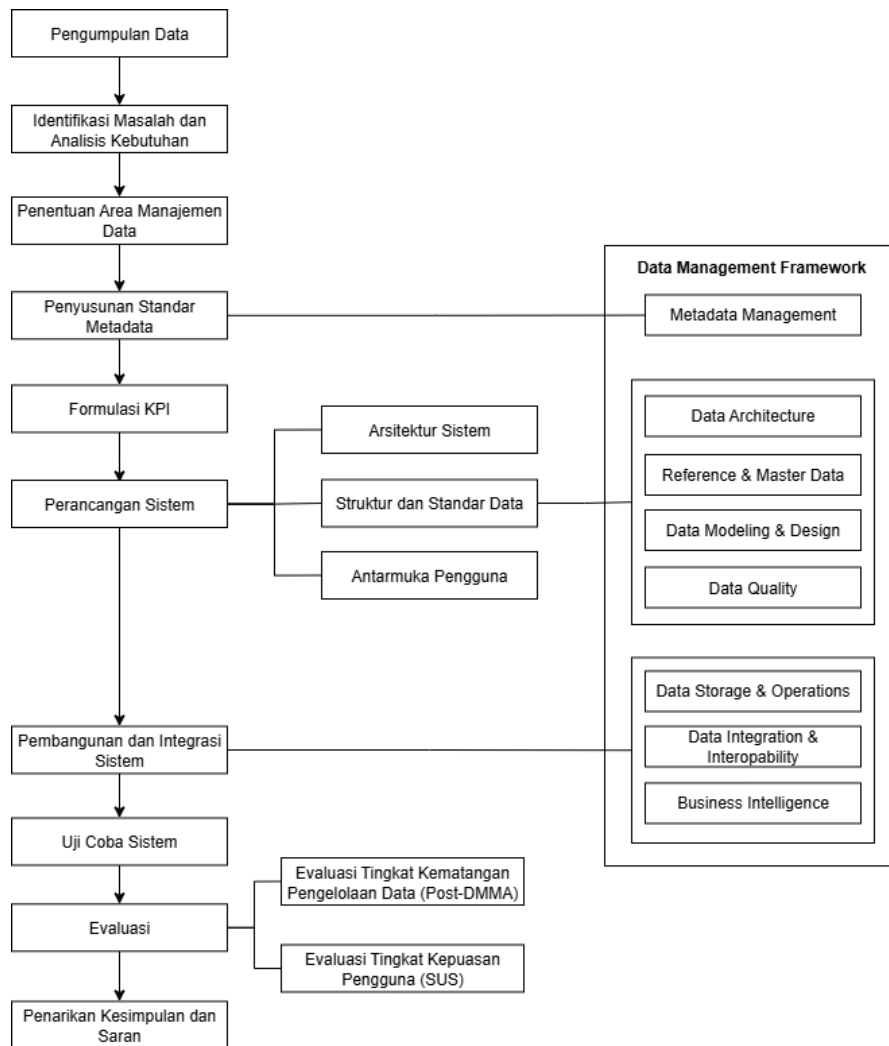 Pengumpulan Data
Identifikasi Masalah dan
Analisis Kebutuhan
Penentuan Area Manajemen
Data
Penyusunan Standar
Metadata
Formulasi KPI
Perancangan Sistem
Arsitektur Sistem
Struktur dan Standar Data
Antarmuka Pengguna
Pembangunan dan Integrasi
Sistem
Uji Coba Sistem
Evaluasi
Evaluasi Tingkat Kematangan
Pengelolaan Data (Post-DMMA)
Evaluasi Tingkat Kepuasan
Pengguna (SUS)
Penarikan Kesimpulan dan
Saran
Data Management Framework
Metadata Management
Data Architecture
Reference & Master Data
Data Modeling & Design
Data Quality
Data Storage & Operations
Data Integration &
Interopability
Business Intelligence